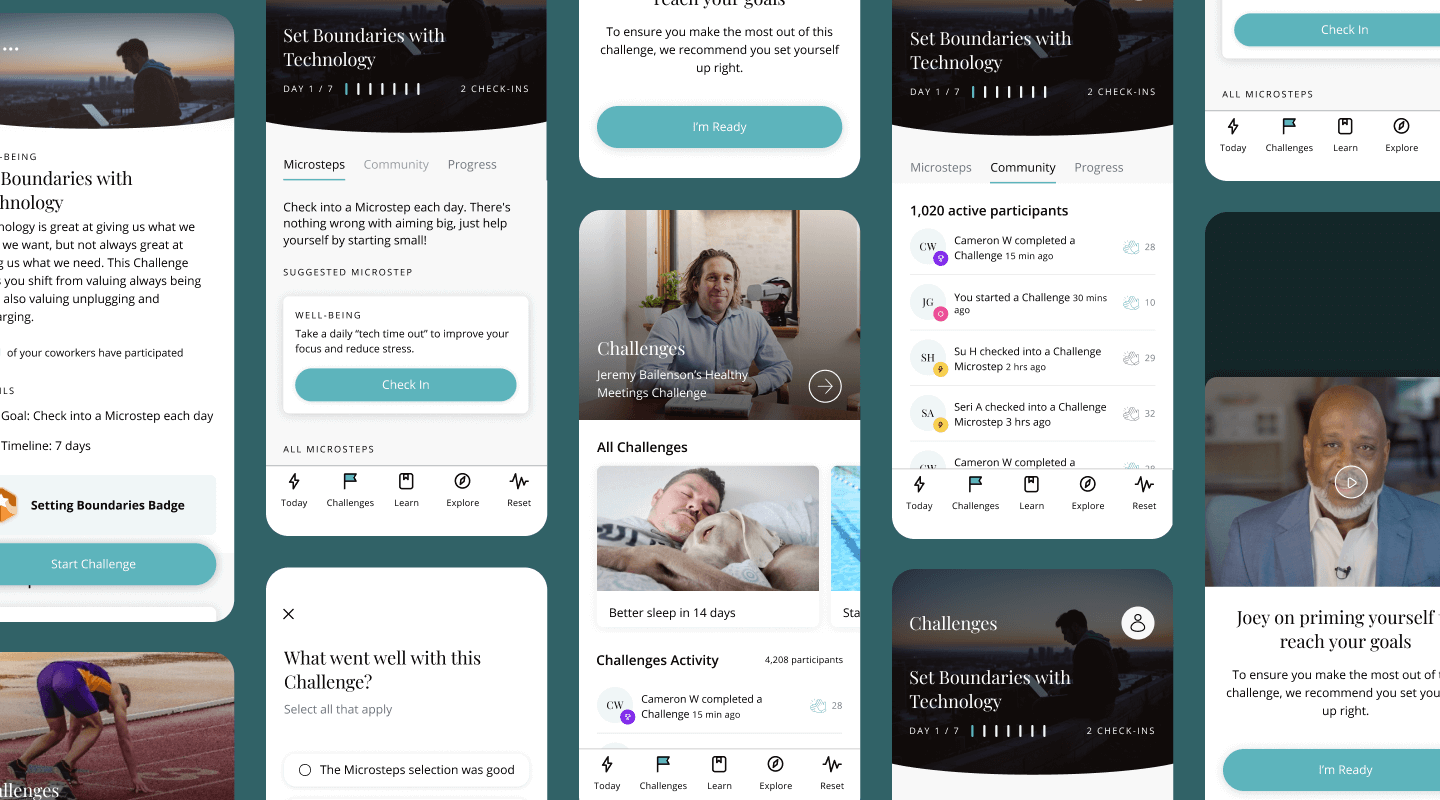 -BEING
Boundaries with
hnology
nology is great at giving us what we
we want, but not always great at
g us what we need. This Challenge
s you shift from valuing always being
also valuing unplugging and
arging.
of your coworkers have participated
ILS
Goal: Check into a Microstep each day
Timeline: 7 days
Setting Boundaries Badge
Start Challenge
allenges
Set Boundaries with
Technology
DAY 1 / 7
2 CHECK-INS
Microsteps
Community
Progress
Check into a Microstep each day. There's
nothing wrong with aiming big, just help
yourself by starting small!
SUGGESTED MICROSTEP
WELL-BEING
Take a daily “tech time out” to improve your
focus and reduce stress.
Check In
ALL MICROSTEPS
Today
Challenges
Learn
Explore
Reset
What went well with this
Challenge?
Select all that apply
The Microsteps selection was good
reach your goals
To ensure you make the most out of this
challenge, we recommend you set yourself
up right.
I’m Ready
Challenges
Jeremy Bailenson’s Healthy
Meetings Challenge
All Challenges
Better sleep in 14 days
Sta
Challenges Activity
4,208 participants
CW
Cameron W completed a
Challenge 15 min ago
28
Today
Challenges
Learn
Explore
Reset
Set Boundaries with
Technology
DAY 1 / 7
2 CHECK-INS
Microsteps
Community
Progress
1,020 active participants
CW
Cameron W completed a
Challenge 15 min ago
28
JG
You started a Challenge 30 mins
ago
10
SH
Su H checked into a Challenge
Microstep 2 hrs ago
29
SA
Seri A checked into a Challenge
Microstep 3 hrs ago
32
CW
Cameron W completed a
28
Today
Challenges
Learn
Explore
Reset
Challenges
Set Boundaries with
Technology
DAY 1 / 7
2 CHECK-INS
Check In
ALL MICROSTEPS
Today
Challenges
Learn
Explore
Joey on priming yourself t
reach your goals
To ensure you make the most out of t
challenge, we recommend you set you
up right.
I’m Ready